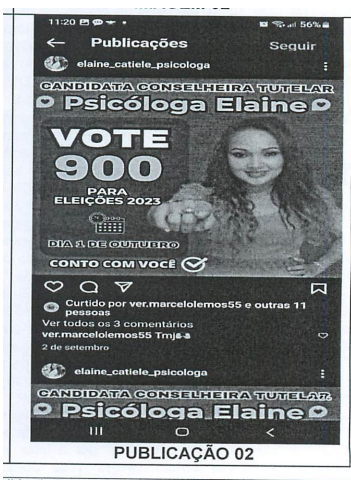 11:20
56%
Publicações
Seguir
elaine_catiele_psicologa
CANDIDATA CONSELHEIRA TUTELAR
Psicóloga Elaine
VOTE
900
PARA
ELEIÇÕES 2023
DIA 1 DE OUTUBRO
CONTO COM VOCÊ
Curtido por ver.marcelolemos55 e outras 11
pessoas
Ver todos os 3 comentários
ver.marcelolemos55 Tmj
2 de setembro
elaine_catiele_psicologa
CANDIDATA CONSELHEIRA TUTELAR
Psicóloga Elaine
PUBLICAÇÃO 02